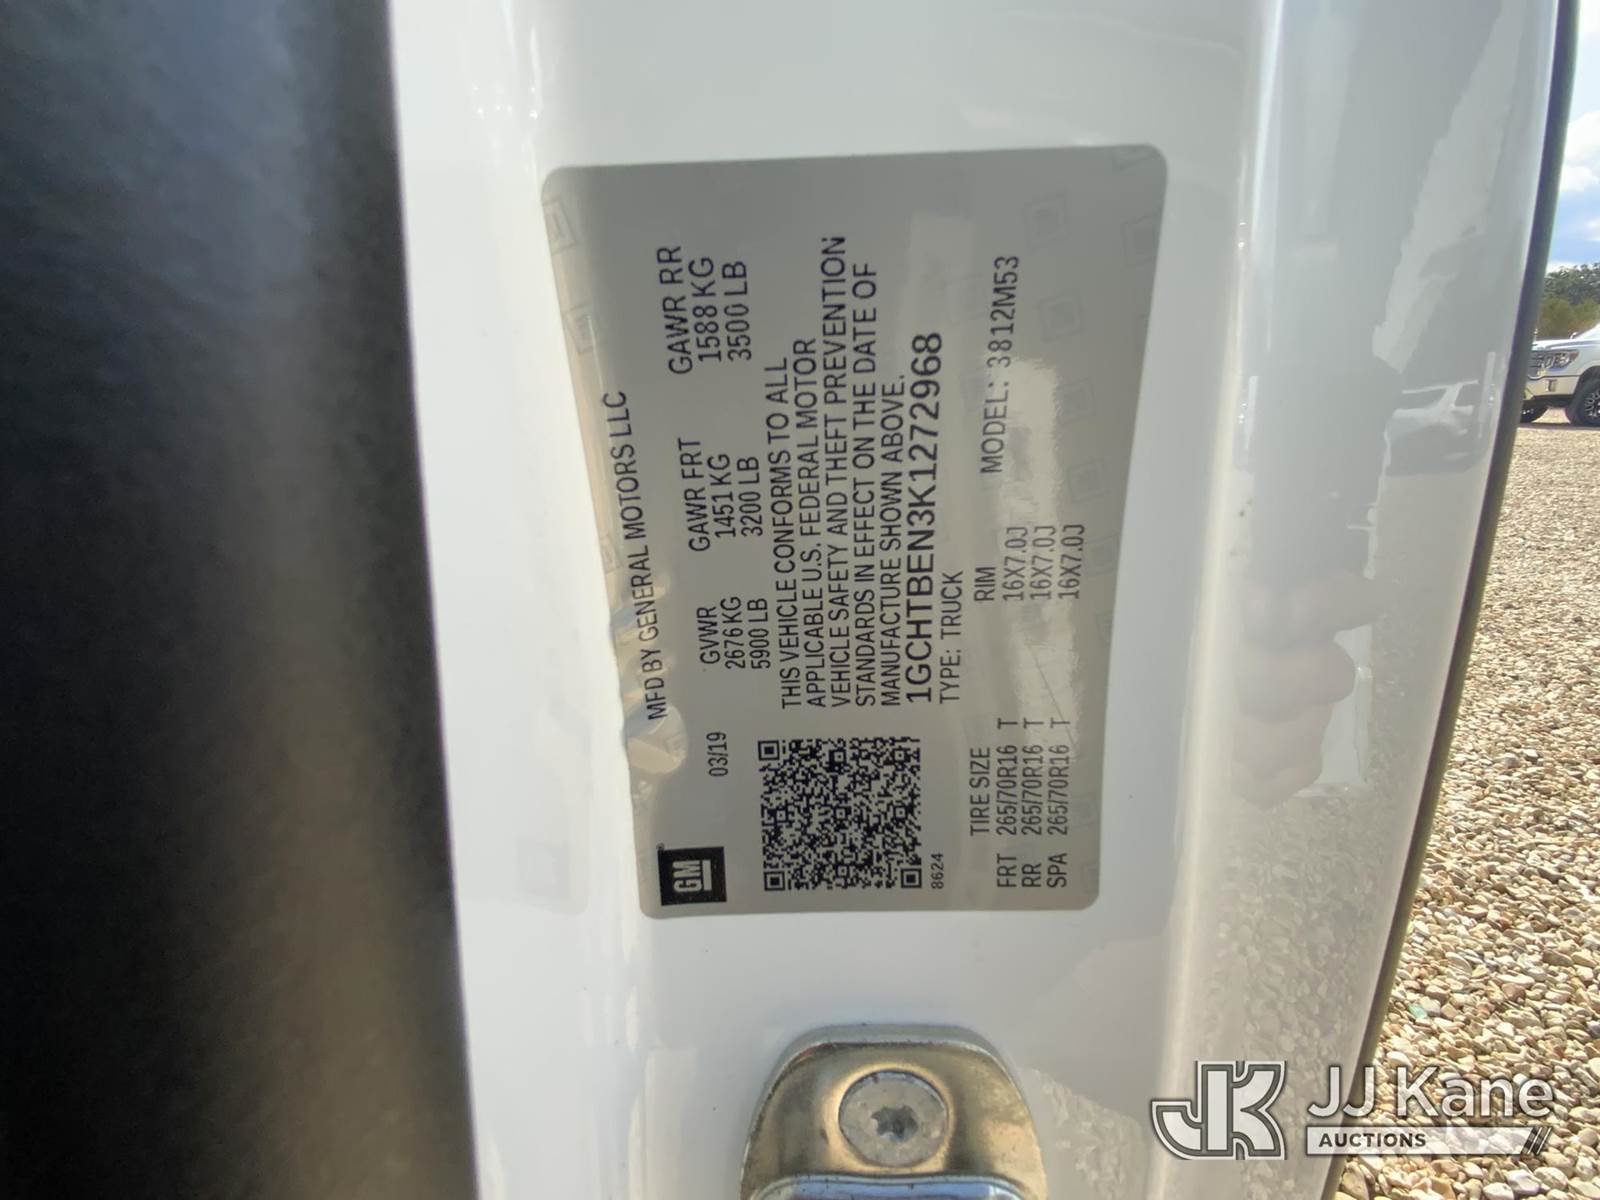 MFD BY GENERAL MOTORS LLC
GM
03/19
GVWR GAWR FRT GAWR RR
2676 KG 1451 KG 1588 KG
5900 LB 3200 LB 3500 LB
THIS VEHICLE CONFORMS TO ALL
APPLICABLE U.S. FEDERAL MOTOR
VEHICLE SAFETY AND THEFT PREVENTION
STANDARDS IN EFFECT ON THE DATE OF
MANUFACTURE SHOWN ABOVE.
1GCHTBEN3K1272968
8624
TYPE: TRUCK
MODEL: 3812M53
TIRE SIZE RIM
FRT 265/70R16 T 16X7.0J
RR 265/70R16 T 16X7.0J
SPA 265/70R16 T 16X7.0J
JK JJ Kane
AUCTIONS